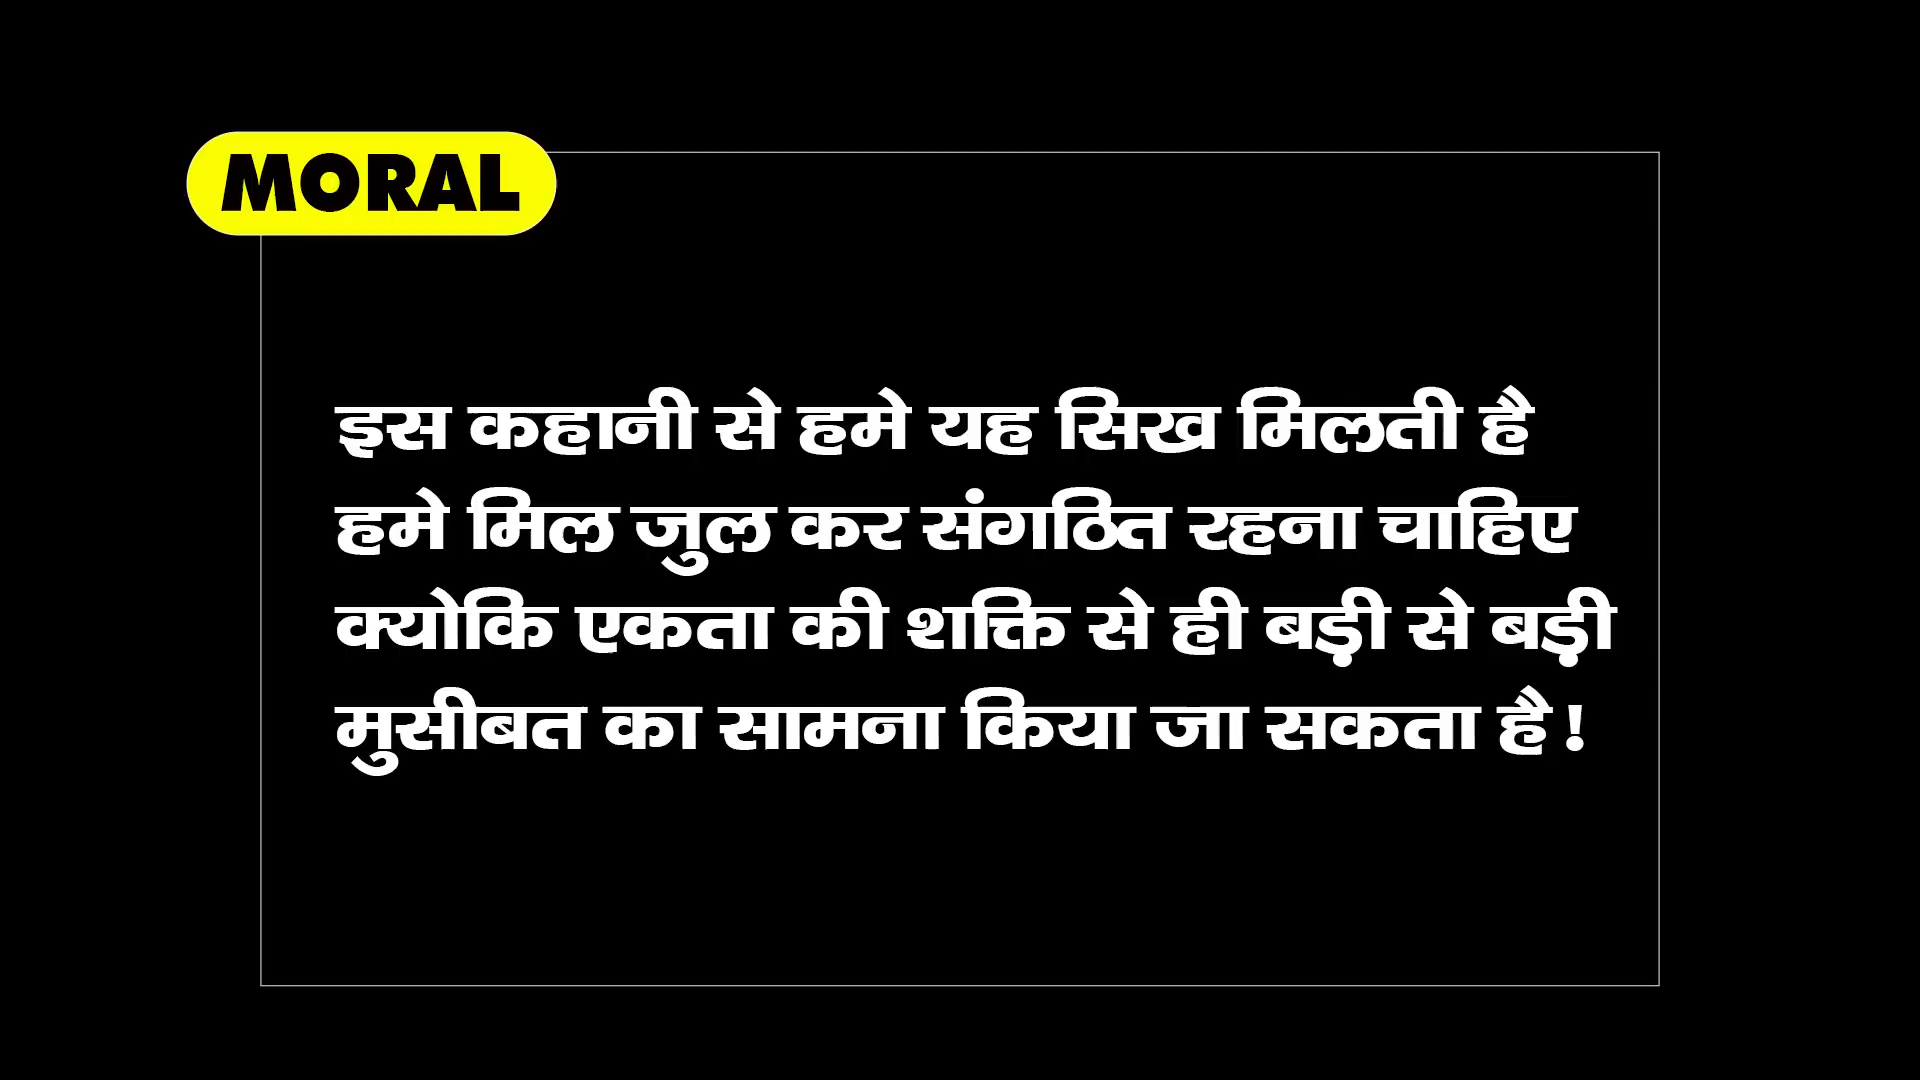 MORAL
इस कहानी से हमे यह सिख मिलती है
हमे मिल जुल कर संगठित रहना चाहिए
क्योकि एकता की शक्ति से ही बड़ी से बड़ी
मुसीबत का सामना किया जा सकता है!